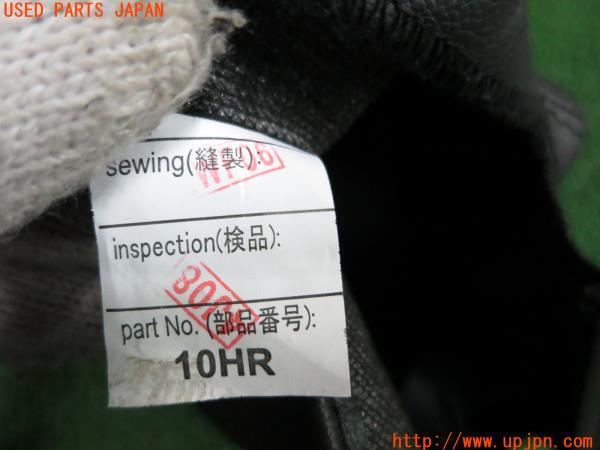 USED PARTS JAPAN
sewing(縫製):
inspection(検品):
part No. (部品番号):
10HR
http://www.upjpn.com/